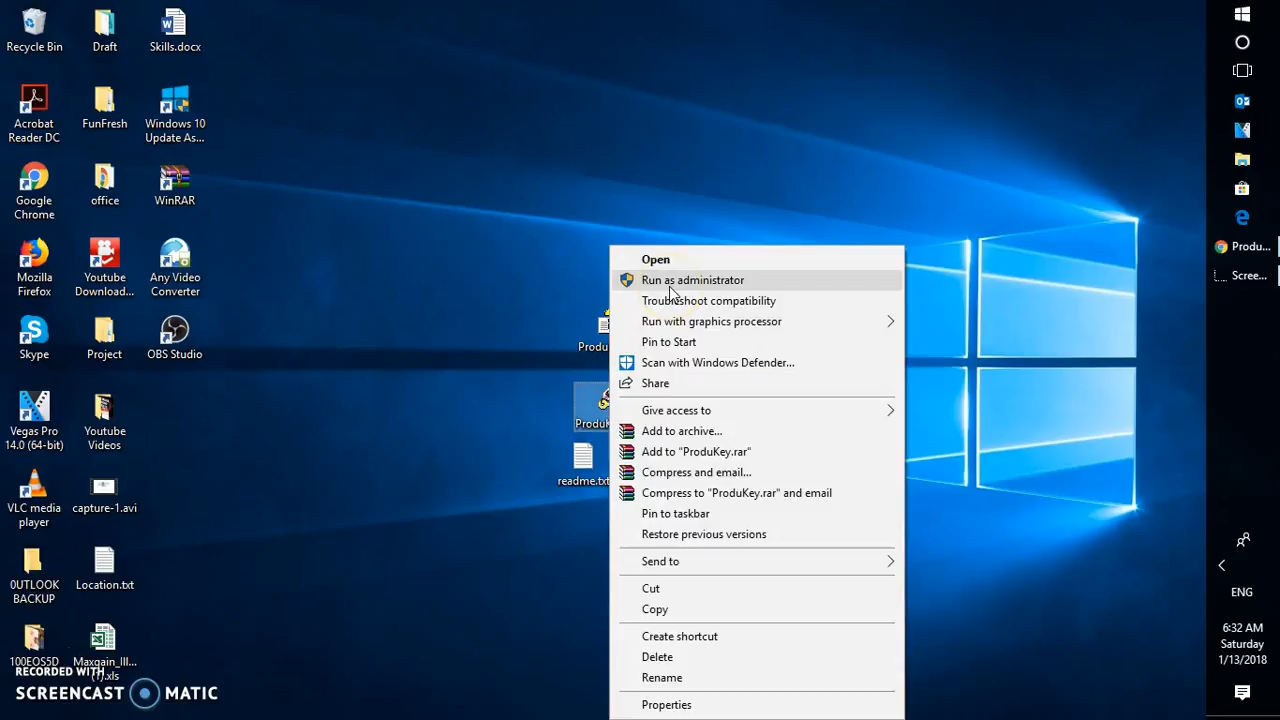 Recycle Bin
Draft
Skills.docx
Acrobat
Reader DC
FunFresh
Windows 10
Update As...
Google
Chrome
office
WinRAR
Mozilla
Firefox
Youtube
Download...
Any Video
Converter
Skype
Project
OBS Studio
Vegas Pro
14.0 (64-bit)
Youtube
Videos
VLC media
player
capture-1.avi
0UTLOOK
BACKUP
Location.txt
100EOS5D
Maxgain_III...
(1).xls
RECORDED WITH
SCREENCAST MATIC
Produ
ProduK
readme.txt
Open
Run as administrator
Troubleshoot compatibility
Run with graphics processor
Pin to Start
Scan with Windows Defender...
Share
Give access to
Add to archive...
Add to "ProduKey.rar"
Compress and email...
Compress to "ProduKey.rar" and email
Pin to taskbar
Restore previous versions
Send to
Cut
Copy
Create shortcut
Delete
Rename
Properties
Produ...
Scree...
ENG
6:32 AM
Saturday
1/13/2018